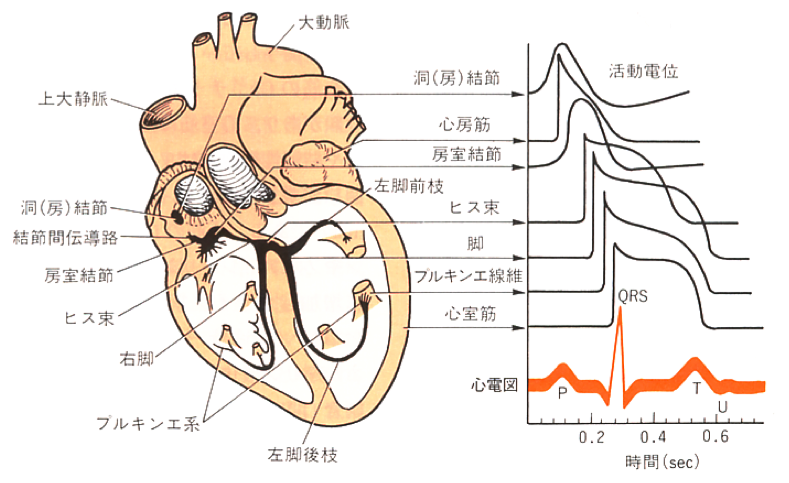 大動脈
上大静脈
洞(房)結節
結節間伝導路
房室結節
ヒス束
右脚
プルキンエ系
左脚後枝
左脚前枝
洞(房)結節
心房筋
房室結節
ヒス束
脚
プルキンエ線維
心室筋
心電図
活動電位
QRS
P
T
U
0.2
0.4
0.6
時間(sec)